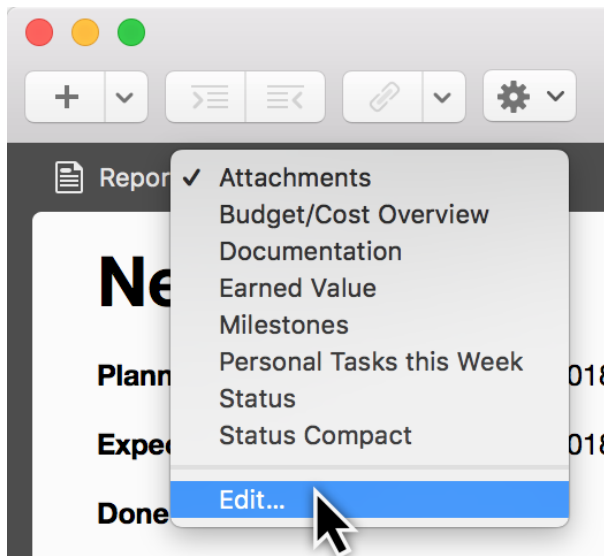 Repor ✓ Attachments
Budget/Cost Overview
Documentation
Ne
Earned Value
Milestones
Plann Personal Tasks this Week 018
Status
Expe Status Compact 018
Edit...
Done